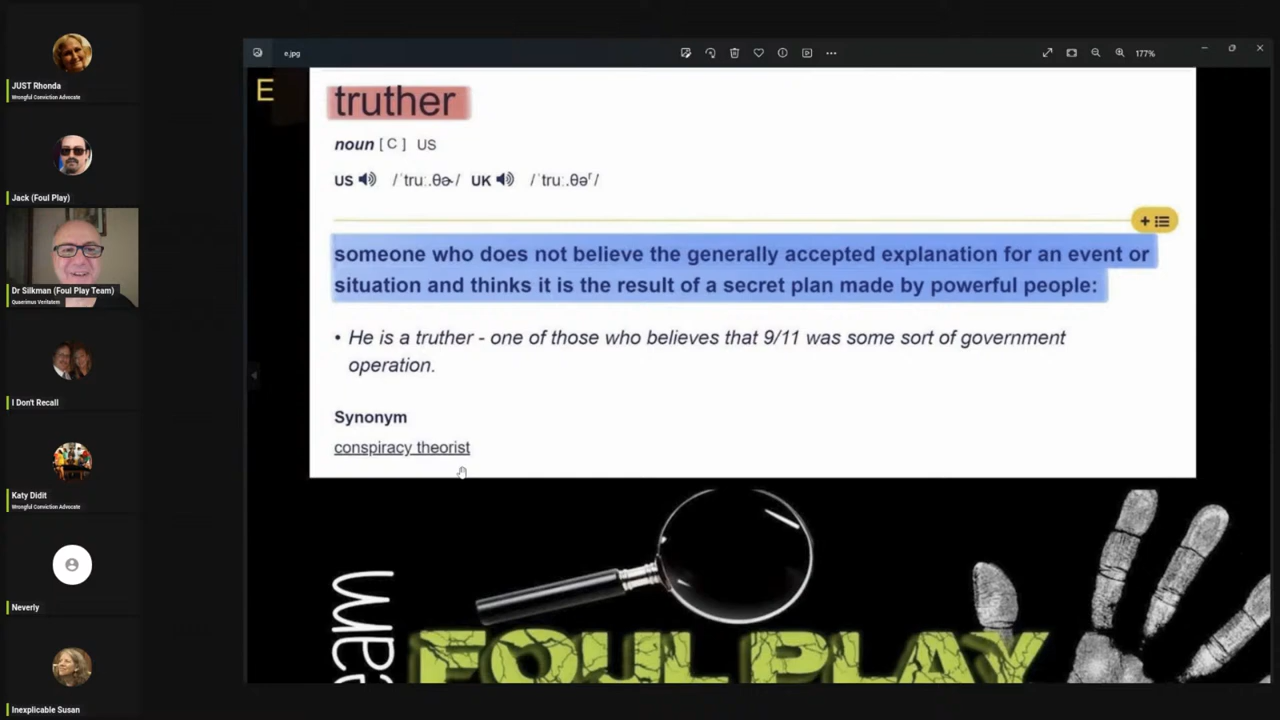 JUST Rhonda
Wrongful Conviction Advocate
Jack (Foul Play)
Dr Silkman (Foul Play Team)
Quaerimus Veritatem
I Don't Recall
Katy Didit
Wrongful Conviction Advocate
Neverly
Inexplicable Susan
e.jpg
177%
E
truther
noun [ C ] US
US /ˈtruː.θɚ/ UK /ˈtruː.θəʳ/
someone who does not believe the generally accepted explanation for an event or
situation and thinks it is the result of a secret plan made by powerful people:
• He is a truther - one of those who believes that 9/11 was some sort of government
operation.
Synonym
conspiracy theorist
FOUL PLAY